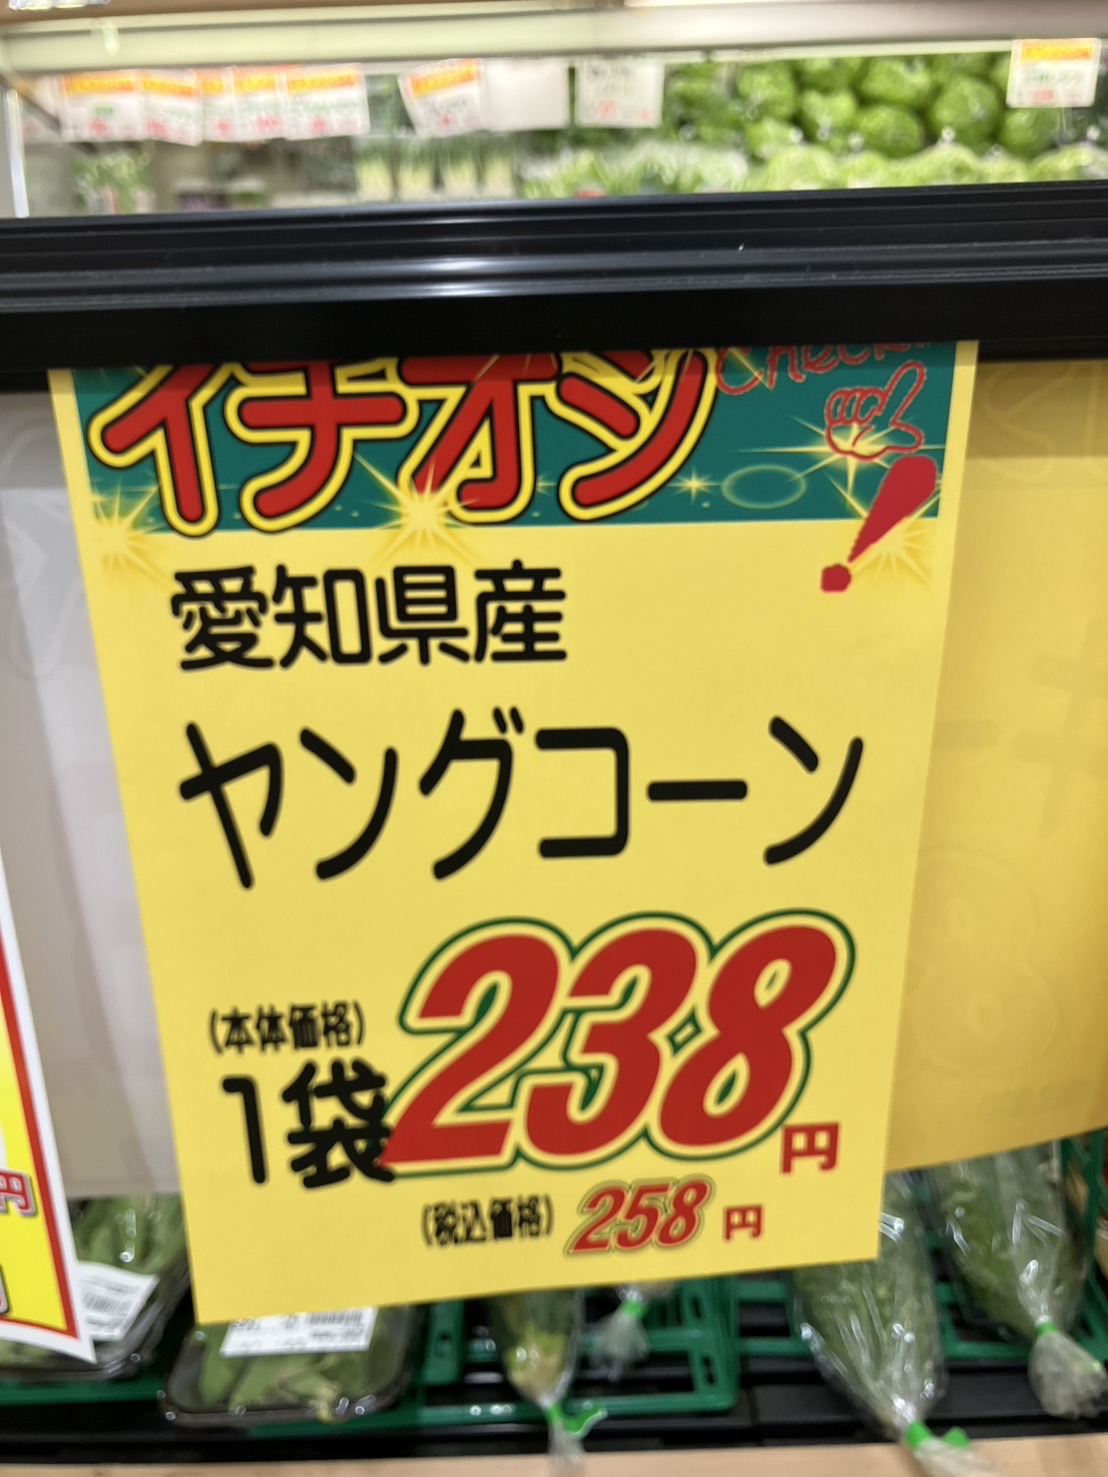 イチオシ
Check!
愛知県産
ヤングコーン
(本体価格)
1袋 238円
(税込価格) 258円
円